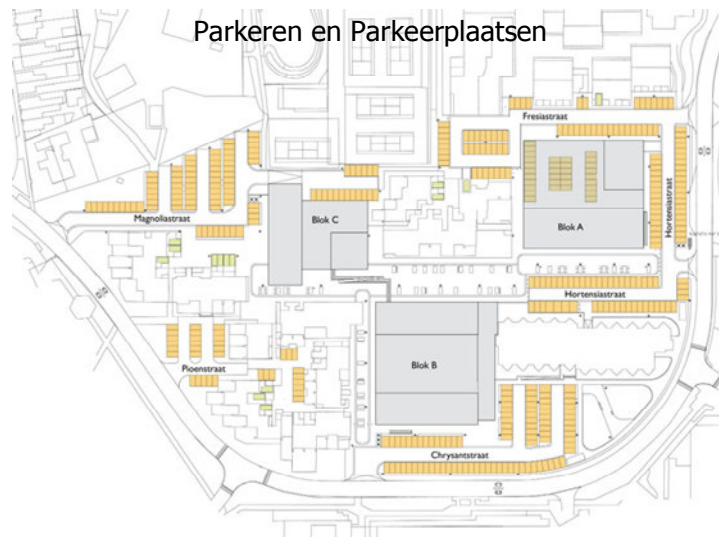 Parkeren en Parkeerplaatsen
Fresiastraat
Magnoliastraat
Blok C
Blok A
Hortensiastraat
Hortensiastraat
Pioenstraat
Blok B
Chrysantstraat